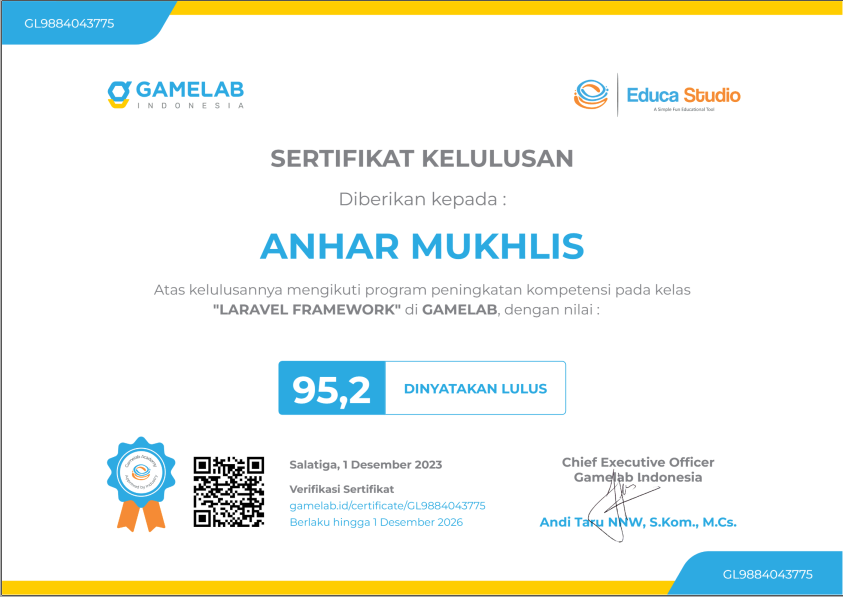 GL9884043775
GAMELAB
INDONESIA
Educa Studio
A Simple Fun Educational Tool
SERTIFIKAT KELULUSAN
Diberikan kepada :
ANHAR MUKHLIS
Atas kelulusannya mengikuti program peningkatan kompetensi pada kelas
"LARAVEL FRAMEWORK" di GAMELAB, dengan nilai :
95,2
DINYATAKAN LULUS
Gamelab Academy
Salatiga, 1 Desember 2023
Verifikasi Sertifikat
gamelab.id/certificate/GL9884043775
Berlaku hingga 1 Desember 2026
Chief Executive Officer
Gamelab Indonesia
Andi Taru NNW, S.Kom., M.Cs.
GL9884043775